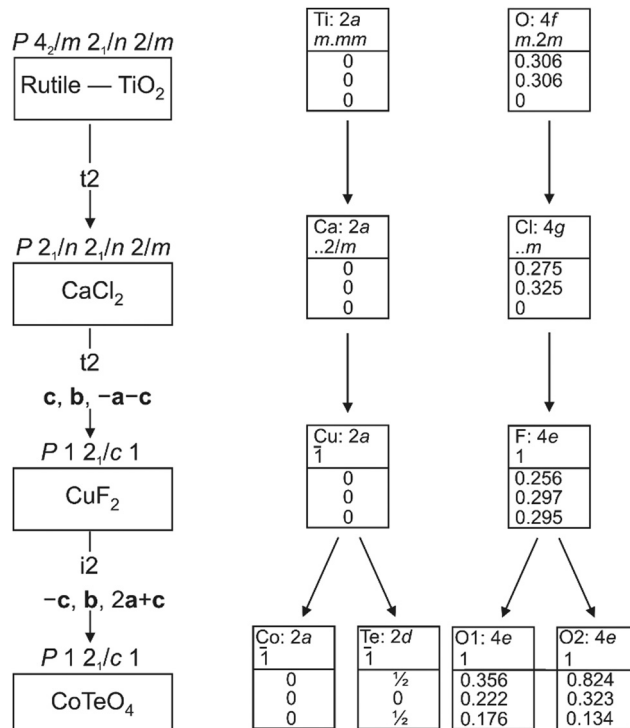 P 4₂/m 2₁/n 2/m
Rutile — TiO₂
Ti: 2a
m.mm
0
0
0
O: 4f
m.2m
0.306
0.306
0
t2
P 2₁/n 2₁/n 2/m
CaCl₂
Ca: 2a
..2/m
0
0
0
Cl: 4g
..m
0.275
0.325
0
t2
c, b, −a−c
P 1 2₁/c 1
CuF₂
Cu: 2a
1̅
0
0
0
F: 4e
1
0.256
0.297
0.295
i2
−c, b, 2a+c
P 1 2₁/c 1
CoTeO₄
Co: 2a
1̅
0
0
0
Te: 2d
1̅
½
0
½
O1: 4e
1
0.356
0.222
0.176
O2: 4e
1
0.824
0.323
0.134